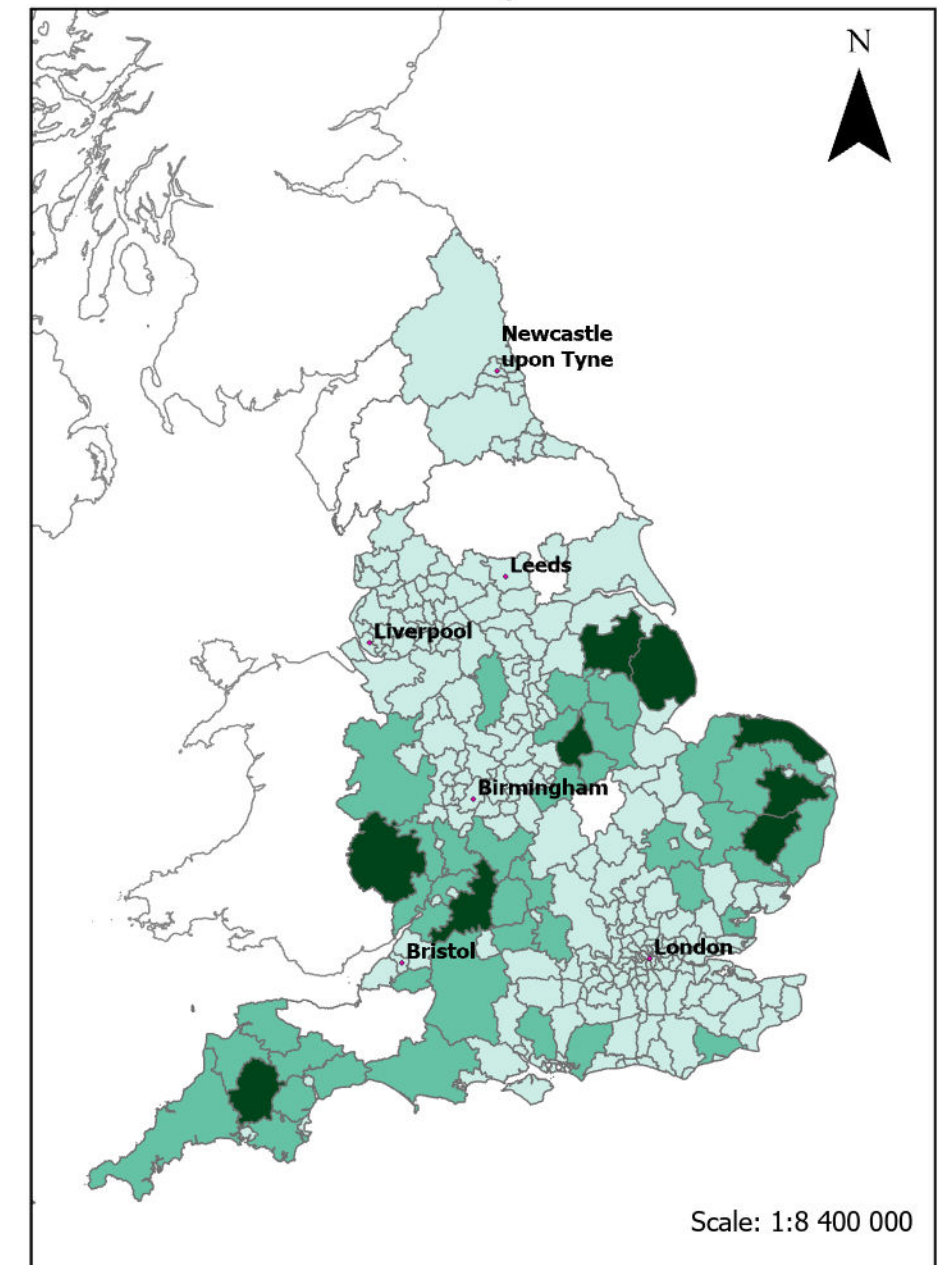 N
Newcastle
upon Tyne
Leeds
Liverpool
Birmingham
Bristol
London
Scale: 1:8 400 000